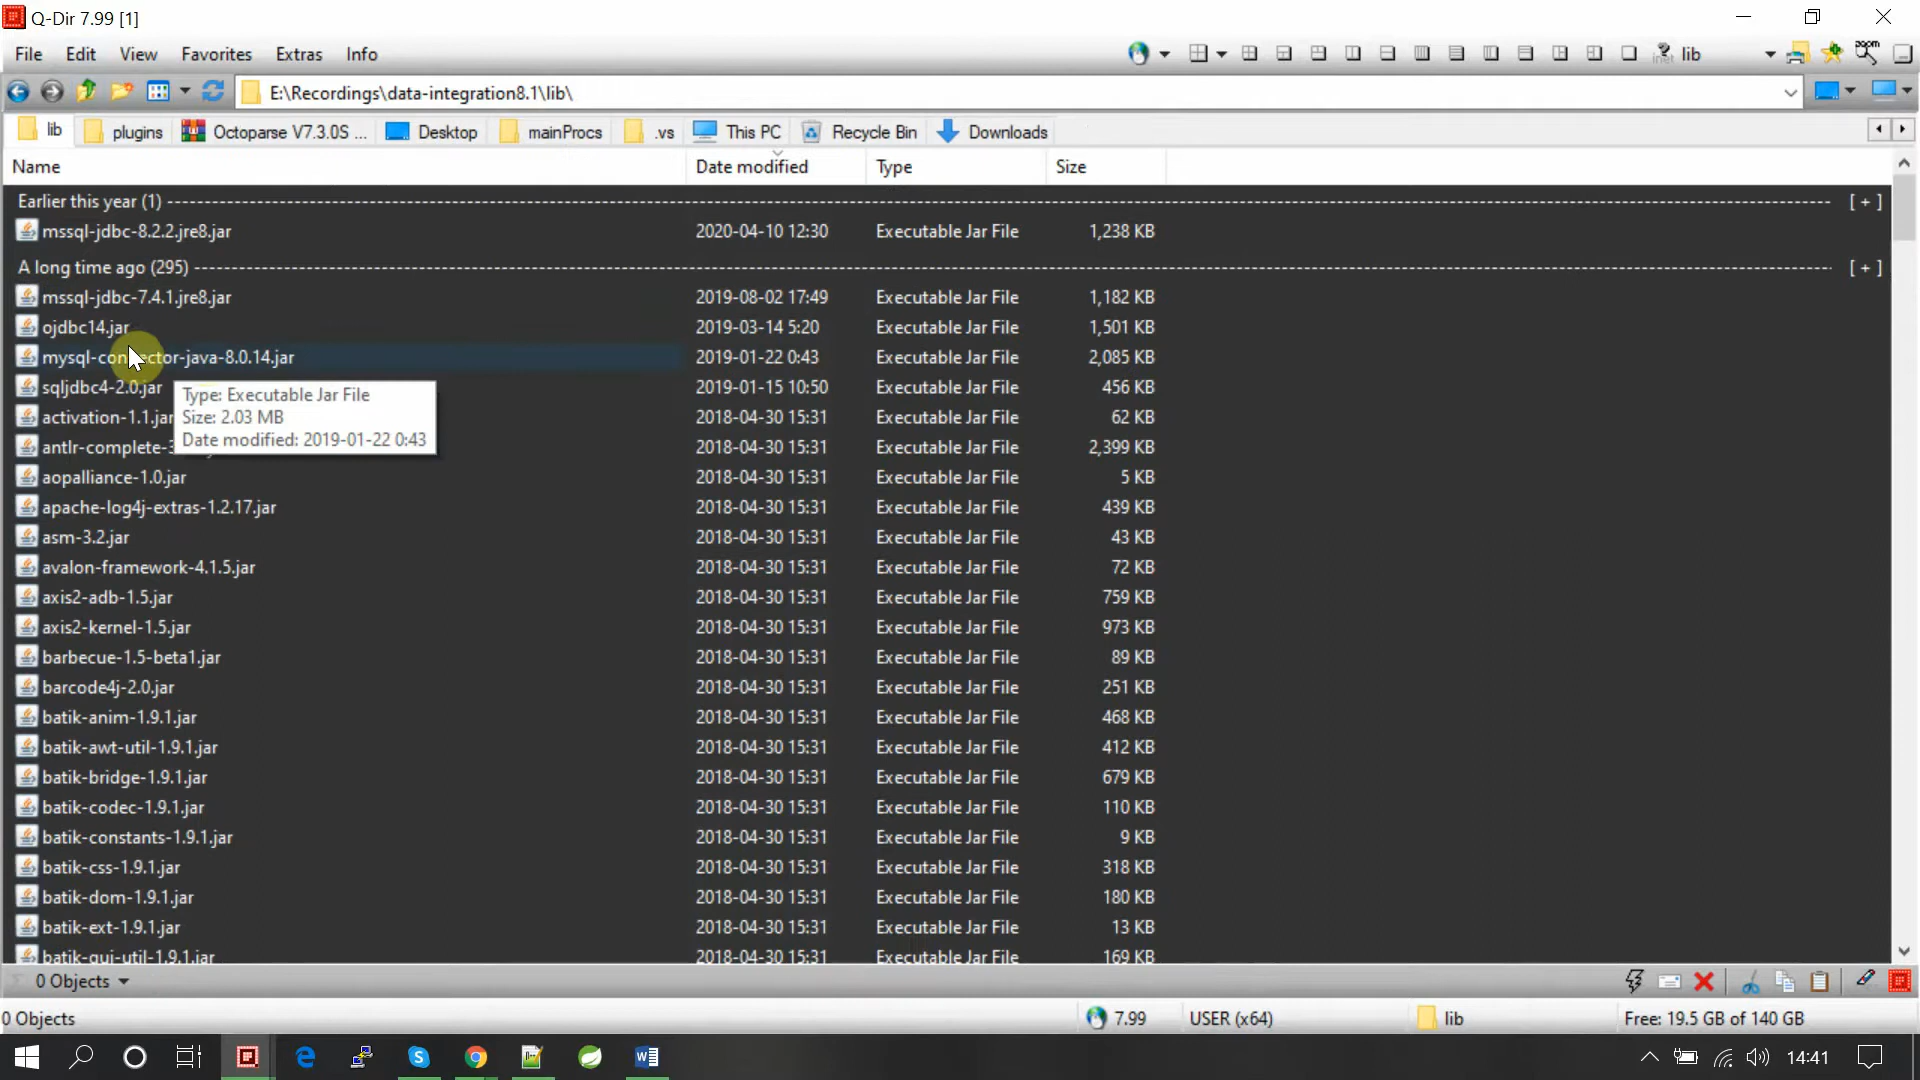 Q-Dir 7.99 [1]
File Edit View Favorites Extras Info lib
E:\Recordings\data-integration8.1\lib\
lib plugins Octoparse V7.3.0S ... Desktop mainProcs .vs This PC Recycle Bin Downloads
Name Date modified Type Size
Earlier this year (1) [ + ]
mssql-jdbc-8.2.2.jre8.jar 2020-04-10 12:30 Executable Jar File 1,238 KB
A long time ago (295) [ + ]
mssql-jdbc-7.4.1.jre8.jar 2019-08-02 17:49 Executable Jar File 1,182 KB
ojdbc14.jar 2019-03-14 5:20 Executable Jar File 1,501 KB
mysql-connector-java-8.0.14.jar 2019-01-22 0:43 Executable Jar File 2,085 KB
sqljdbc4-2.0.jar 2019-01-15 10:50 Executable Jar File 456 KB
Type: Executable Jar File
Size: 2.03 MB
Date modified: 2019-01-22 0:43
activation-1.1.jar 2018-04-30 15:31 Executable Jar File 62 KB
antlr-complete- 2018-04-30 15:31 Executable Jar File 2,399 KB
aopalliance-1.0.jar 2018-04-30 15:31 Executable Jar File 5 KB
apache-log4j-extras-1.2.17.jar 2018-04-30 15:31 Executable Jar File 439 KB
asm-3.2.jar 2018-04-30 15:31 Executable Jar File 43 KB
avalon-framework-4.1.5.jar 2018-04-30 15:31 Executable Jar File 72 KB
axis2-adb-1.5.jar 2018-04-30 15:31 Executable Jar File 759 KB
axis2-kernel-1.5.jar 2018-04-30 15:31 Executable Jar File 973 KB
barbecue-1.5-beta1.jar 2018-04-30 15:31 Executable Jar File 89 KB
barcode4j-2.0.jar 2018-04-30 15:31 Executable Jar File 251 KB
batik-anim-1.9.1.jar 2018-04-30 15:31 Executable Jar File 468 KB
batik-awt-util-1.9.1.jar 2018-04-30 15:31 Executable Jar File 412 KB
batik-bridge-1.9.1.jar 2018-04-30 15:31 Executable Jar File 679 KB
batik-codec-1.9.1.jar 2018-04-30 15:31 Executable Jar File 110 KB
batik-constants-1.9.1.jar 2018-04-30 15:31 Executable Jar File 9 KB
batik-css-1.9.1.jar 2018-04-30 15:31 Executable Jar File 318 KB
batik-dom-1.9.1.jar 2018-04-30 15:31 Executable Jar File 180 KB
batik-ext-1.9.1.jar 2018-04-30 15:31 Executable Jar File 13 KB
batik-gui-util-1.9.1.jar 2018-04-30 15:31 Executable Jar File 169 KB
0 Objects
0 Objects 7.99 USER (x64) lib Free: 19.5 GB of 140 GB
14:41